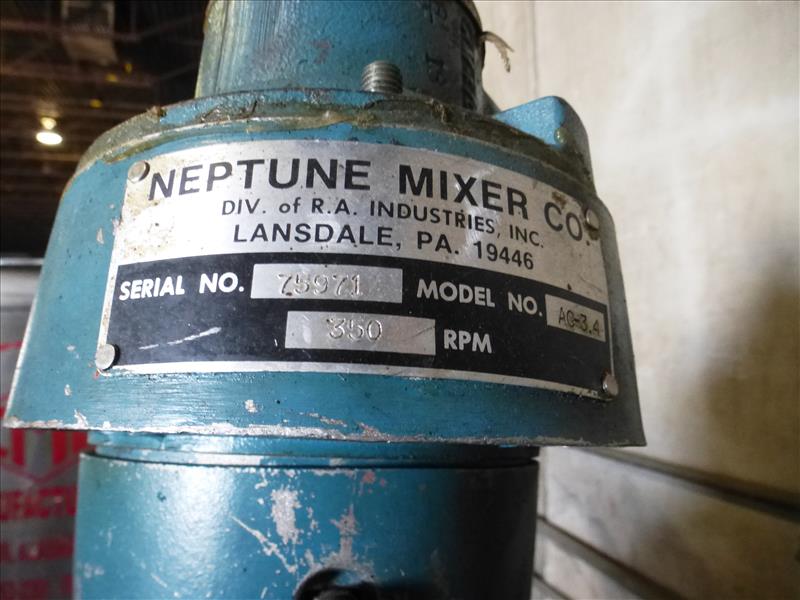 NEPTUNE MIXER CO.
DIV. of R.A. INDUSTRIES, INC.
LANSDALE, PA. 19446
SERIAL NO. 75971 MODEL NO. AG-3.4
350 RPM